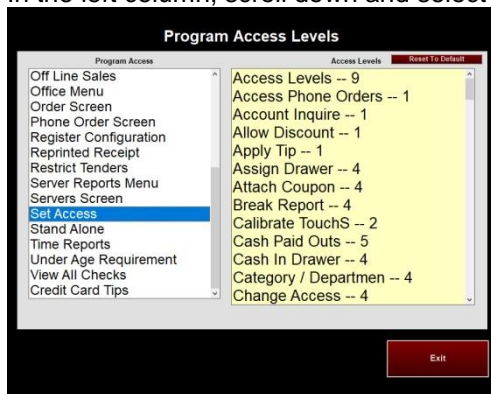 in the left column, scroll down and select
Program Access Levels
Program Access
Access Levels
Reset To Default
Off Line Sales
Office Menu
Order Screen
Phone Order Screen
Register Configuration
Reprinted Receipt
Restrict Tenders
Server Reports Menu
Servers Screen
Set Access
Stand Alone
Time Reports
Under Age Requirement
View All Checks
Credit Card Tips
Access Levels -- 9
Access Phone Orders -- 1
Account Inquire -- 1
Allow Discount -- 1
Apply Tip -- 1
Assign Drawer -- 4
Attach Coupon -- 4
Break Report -- 4
Calibrate TouchS -- 2
Cash Paid Outs -- 5
Cash In Drawer -- 4
Category / Departmen -- 4
Change Access -- 4
Exit